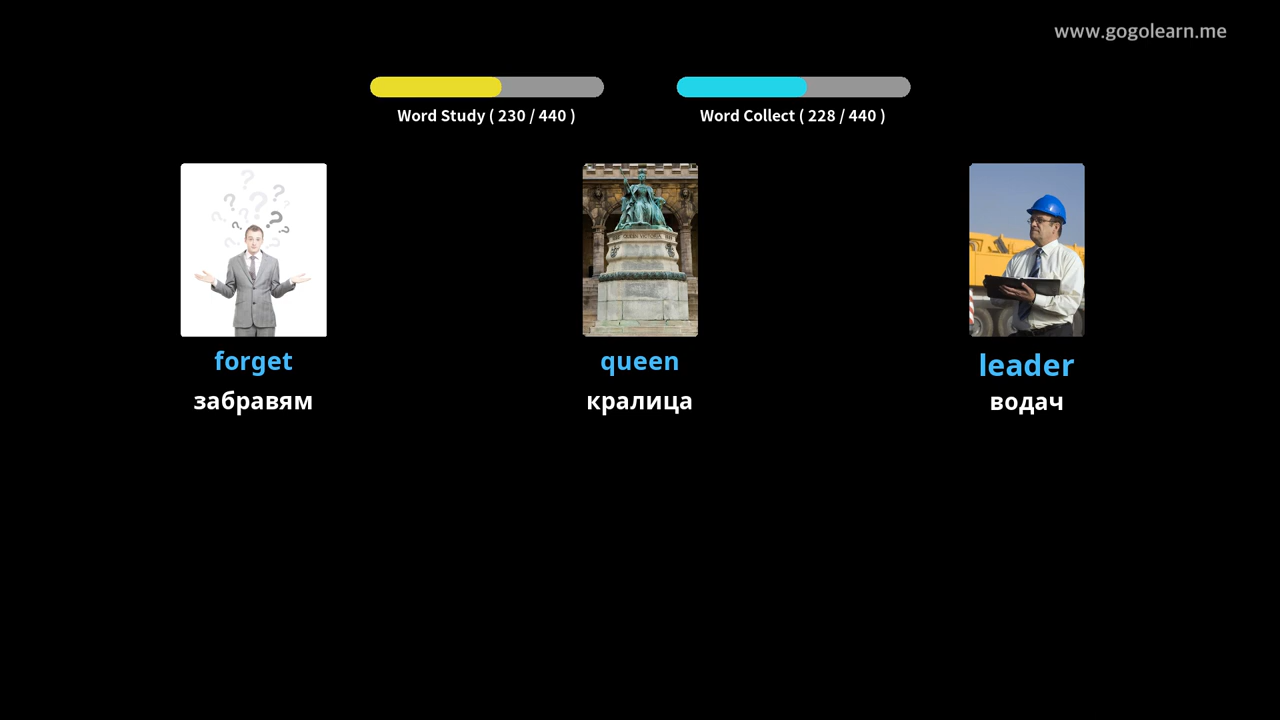 www.gogolearn.me
Word Study ( 230 / 440 )
Word Collect ( 228 / 440 )
forget
queen
leader
забравям
кралица
водач